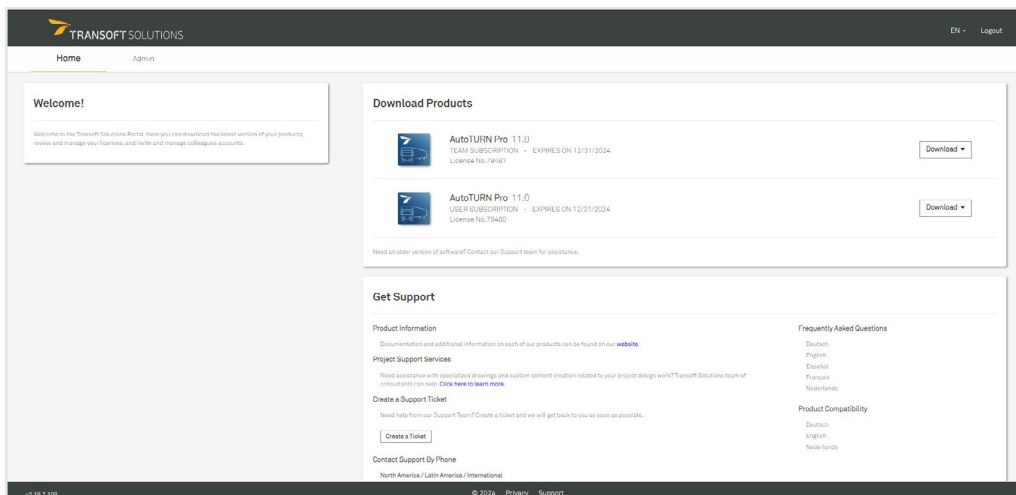 TRANSOFT SOLUTIONS
EN
Logout
Home
Admin
Welcome!
Welcome to the Transoft Solutions Portal. Here you can download the latest version of your products,
review and manage your licenses, and invite and manage colleagues accounts.
Download Products
AutoTURN Pro 11.0
TEAM SUBSCRIPTION • EXPIRES ON 12/31/2024
License No.79481
Download
AutoTURN Pro 11.0
USER SUBSCRIPTION • EXPIRES ON 12/31/2024
License No.79480
Download
Need an older version of software? Contact our Support team for assistance.
Get Support
Product Information
Documentation and additional information on each of our products can be found on our website.
Project Support Services
Need assistance with specialized drawings and custom content creation related to your project design work? Transoft Solutions team of
consultants can help. Click here to learn more.
Create a Support Ticket
Need help from our Support Team? Create a ticket and we will get back to you as soon as possible.
Create a Ticket
Contact Support By Phone
North America / Latin America / International
Frequently Asked Questions
Deutsch
English
Español
Français
Nederlands
Product Compatibility
Deutsch
English
Nederlands
© 2024 Privacy Support